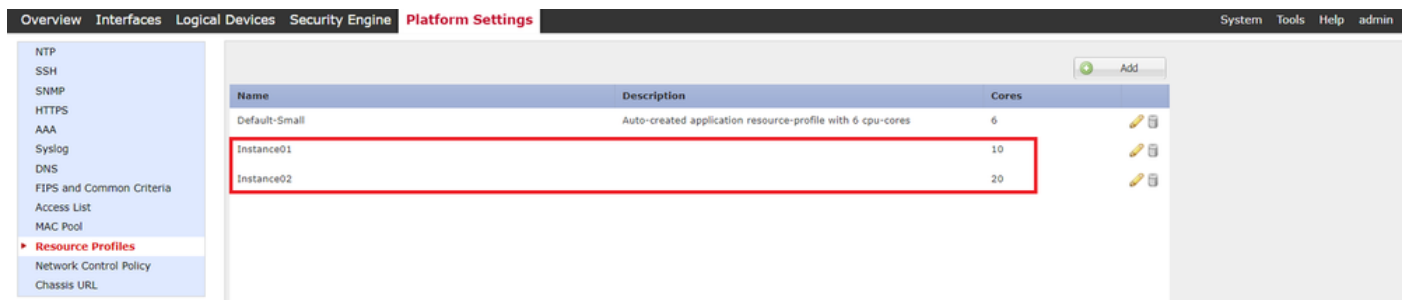 Overview Interfaces Logical Devices Security Engine Platform Settings System Tools Help admin
NTP
SSH
SNMP
HTTPS
AAA
Syslog
DNS
FIPS and Common Criteria
Access List
MAC Pool
Resource Profiles
Network Control Policy
Chassis URL
Add
Name Description Cores
Default-Small Auto-created application resource-profile with 6 cpu-cores 6
Instance01 10
Instance02 20